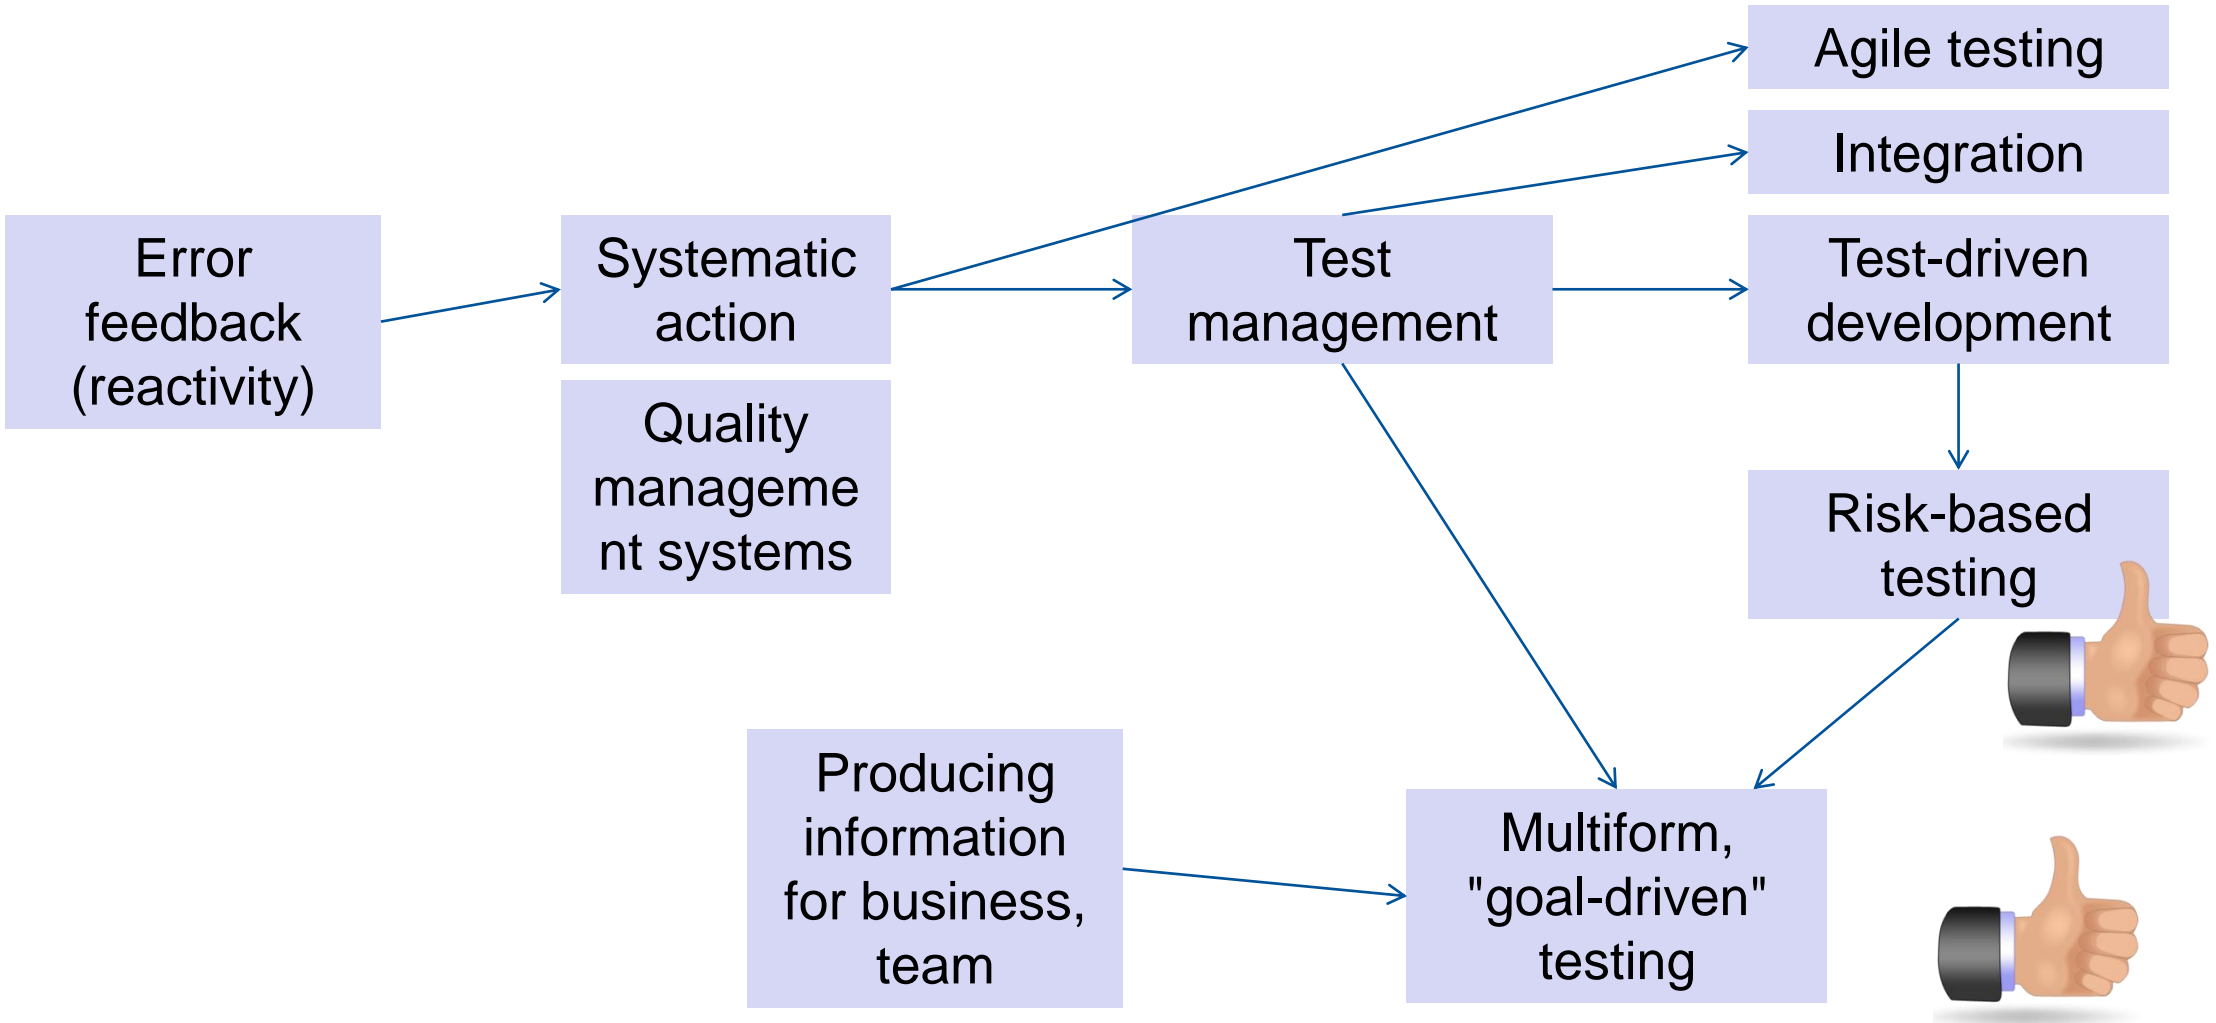 Agile testing
Integration
Error
feedback
(reactivity)
Systematic
action
Test
management
Test-driven
development
Quality
manageme
nt systems
Risk-based
testing
Producing
information
for business,
team
Multiform,
"goal-driven"
testing